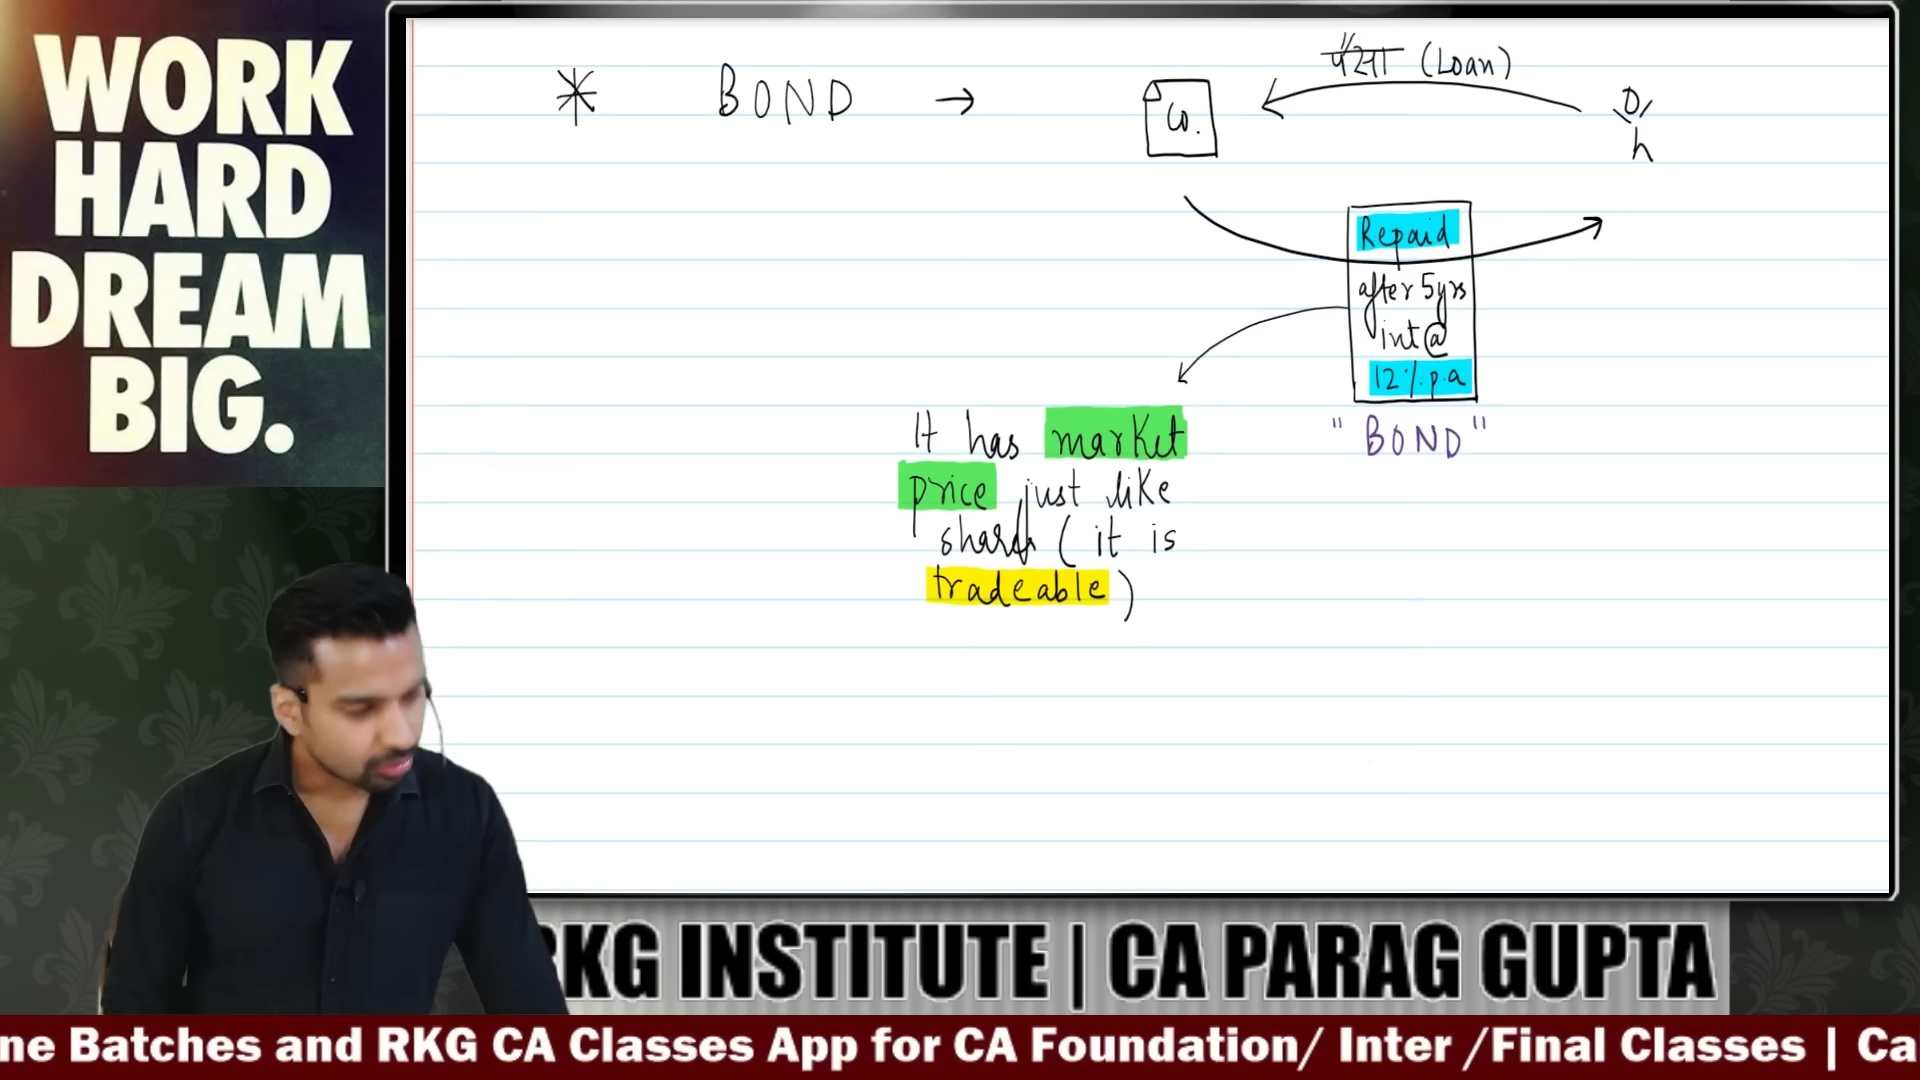 WORK
HARD
DREAM
BIG.
* BOND →
Co.
पैसा (Loan)
D/
h
Repaid
after 5yrs
int@
12%.p.a
"BOND"
It has market
price just like
share (it is
tradeable)
RKG INSTITUTE | CA PARAG GUPTA
ne Batches and RKG CA Classes App for CA Foundation/ Inter /Final Classes | Ca